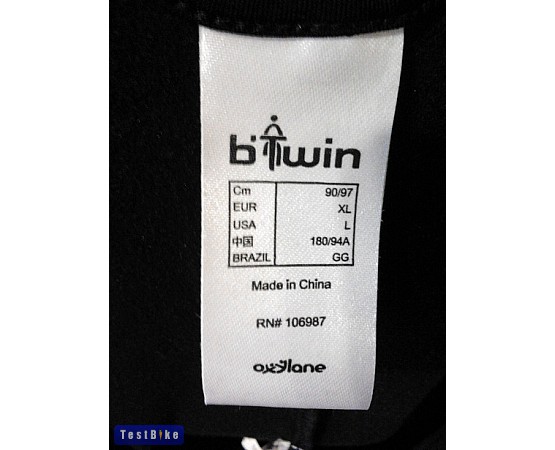 b'Twin
Cm 90/97
EUR XL
USA L
中国 180/94A
BRAZIL GG
Made in China
RN# 106987
oxylane
TestBike